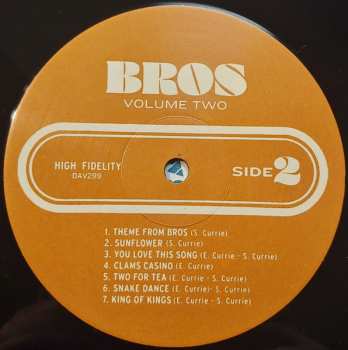 BROS
VOLUME TWO
HIGH FIDELITY
DAV299
SIDE 2
1. THEME FROM BROS (S. Currie)
2. SUNFLOWER (S. Currie)
3. YOU LOVE THIS SONG (E. Currie - S. Currie)
4. CLAMS CASINO (E. Currie)
5. TWO FOR TEA (E. Currie - S. Currie)
6. SNAKE DANCE (E. Currie - S. Currie)
7. KING OF KINGS (E. Currie - S. Currie)